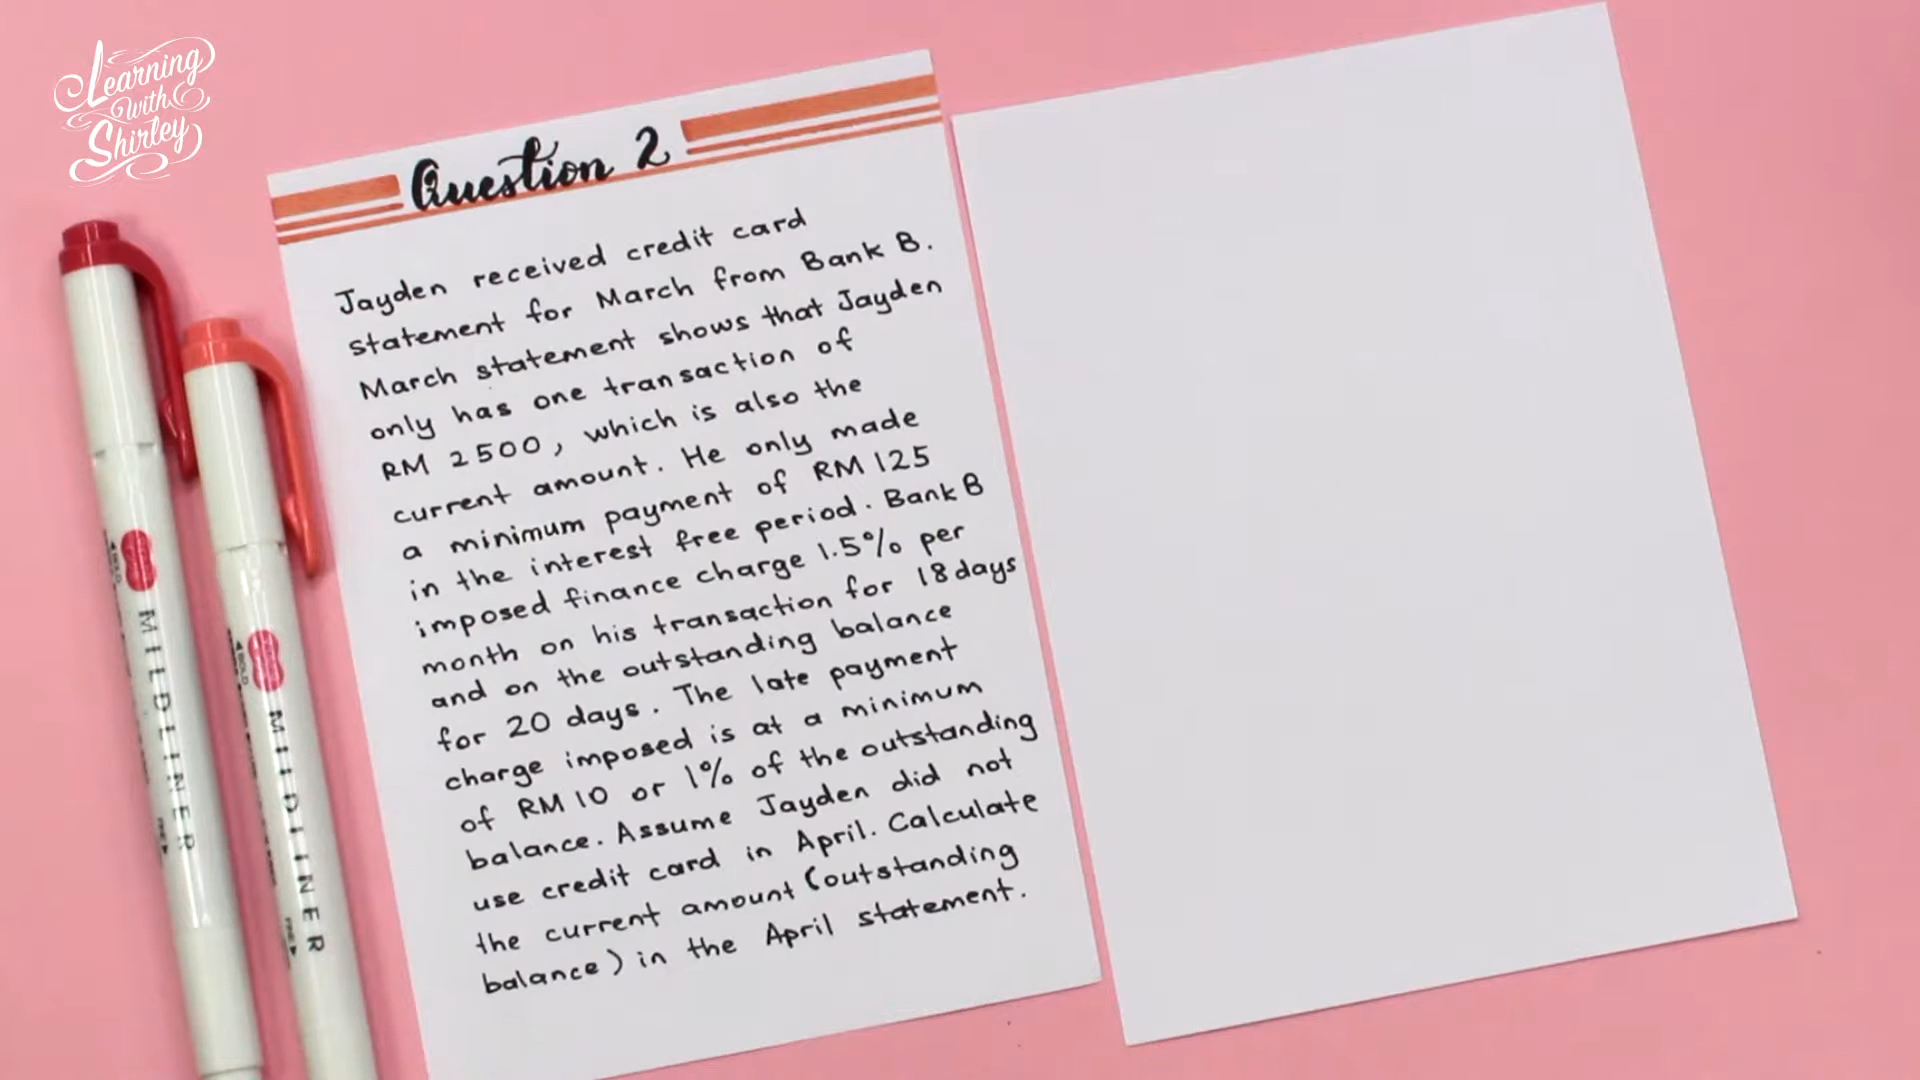 Learning
With
Shirley
Question 2
Jayden received credit card
statement for March from Bank B.
March statement shows that Jayden
only has one transaction of
RM 2500, which is also the
current amount. He only made
a minimum payment of RM 125
in the interest free period. Bank B
imposed finance charge 1.5% per
month on his transaction for 18 days
and on the outstanding balance
for 20 days. The late payment
charge imposed is at a minimum
of RM 10 or 1% of the outstanding
balance. Assume Jayden did not
use credit card in April. Calculate
the current amount (outstanding
balance) in the April statement.
MILDLINER
MILDLINER